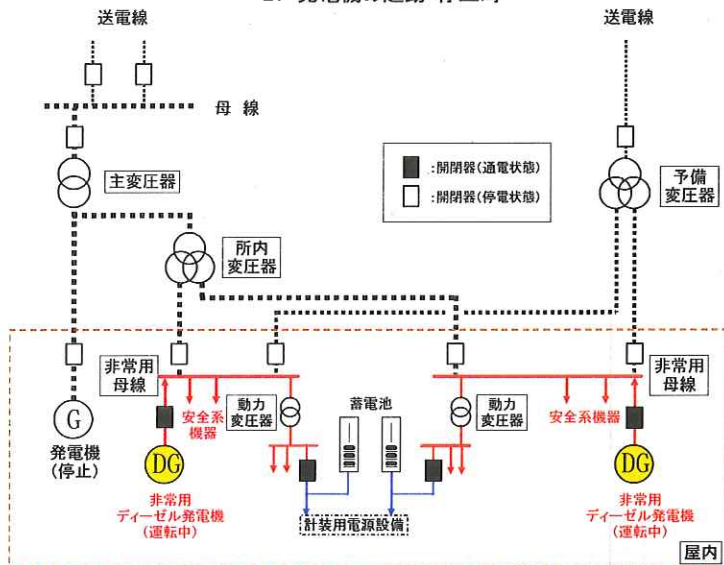 送電線
送電線
母 線
主変圧器
:開閉器(通電状態)
:開閉器(停電状態)
予備
変圧器
所内
変圧器
非常用
母線
非常用
母線
安全系
機器
動力
変圧器
蓄電池
動力
変圧器
安全系機器
G
発電機
(停止)
DG
DG
非常用
ディーゼル発電機
(運転中)
計装用電源設備
非常用
ディーゼル発電機
(運転中)
屋内